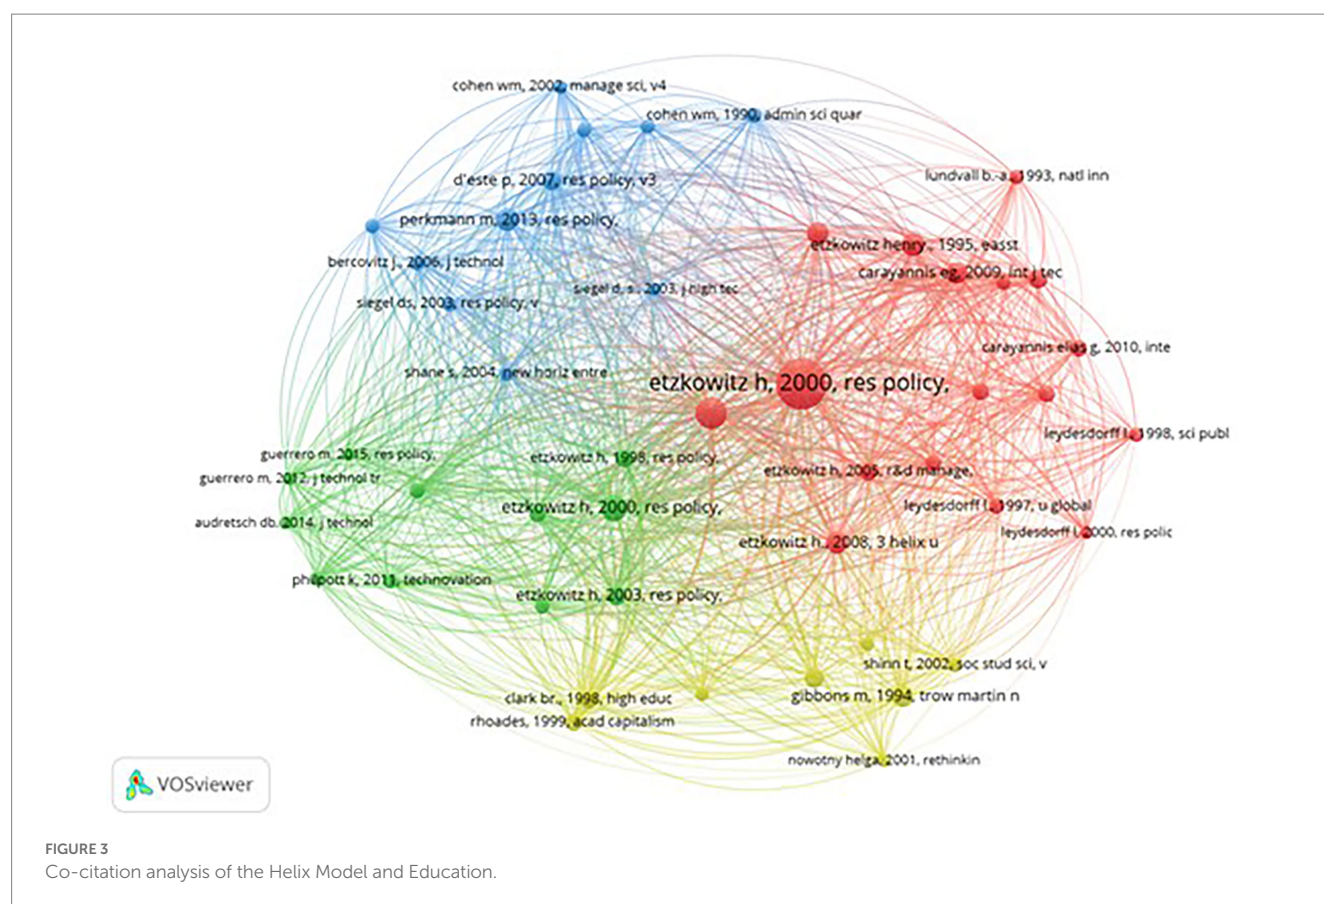 cohen wm, 2002, manage sci, v4
cohen wm, 1990, admin sci quar
lundvall b.-a., 1993, natl inn
d'este p, 2007, res policy, v3
perkmann m, 2013, res policy,
etzkowitz henry., 1995, easst
bercovitz j., 2006, j technol
carayannis eg, 2009, int j tec
siegel d. s., 2003, j high tec
siegel ds, 2003, res policy, v
carayannis elias g, 2010, inte
shane s, 2004, new horiz entre
etzkowitz h, 2000, res policy,
leydesdorff l., 1998, sci publ
guerrero m, 2015, res policy,
etzkowitz h, 1998, res policy,
etzkowitz h, 2005, r&d manage,
guerrero m, 2012, j technol tr
etzkowitz h, 2000, res policy,
leydesdorff l., 1997, u global
audretsch db, 2014, j technol
leydesdorff l, 2000, res polic
etzkowitz h., 2008, 3 helix u
philpott k, 2011, technovation
etzkowitz h, 2003, res policy,
shinn t, 2002, soc stud sci, v
clark br., 1998, high educ
gibbons m, 1994, trow martin n
rhoades, 1999, acad capitalism
nowotny helga, 2001, rethinkin
VOSviewer
FIGURE 3
Co-citation analysis of the Helix Model and Education.